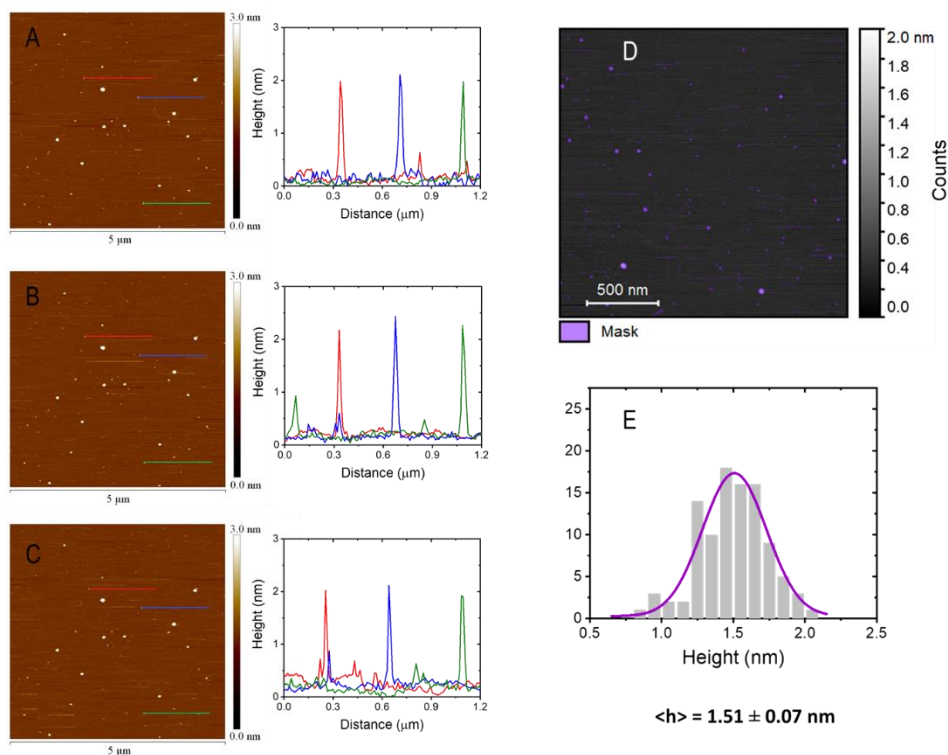 A
3.0 nm
0.0 nm
5 μm
Height (nm)
3
2
1
0
0.0 0.3 0.6 0.9 1.2
Distance (μm)
B
3.0 nm
0.0 nm
5 μm
Height (nm)
3
2
1
0
0.0 0.3 0.6 0.9 1.2
Distance (μm)
C
3.0 nm
0.0 nm
5 μm
Height (nm)
3
2
1
0
0.0 0.3 0.6 0.9 1.2
Distance (μm)
D
500 nm
Mask
2.0 nm
1.8
1.6
1.4
1.2
1.0
0.8
0.6
0.4
0.0
Counts
E
25
20
15
10
5
0
0.5 1.0 1.5 2.0 2.5
Height (nm)
<h> = 1.51 ± 0.07 nm